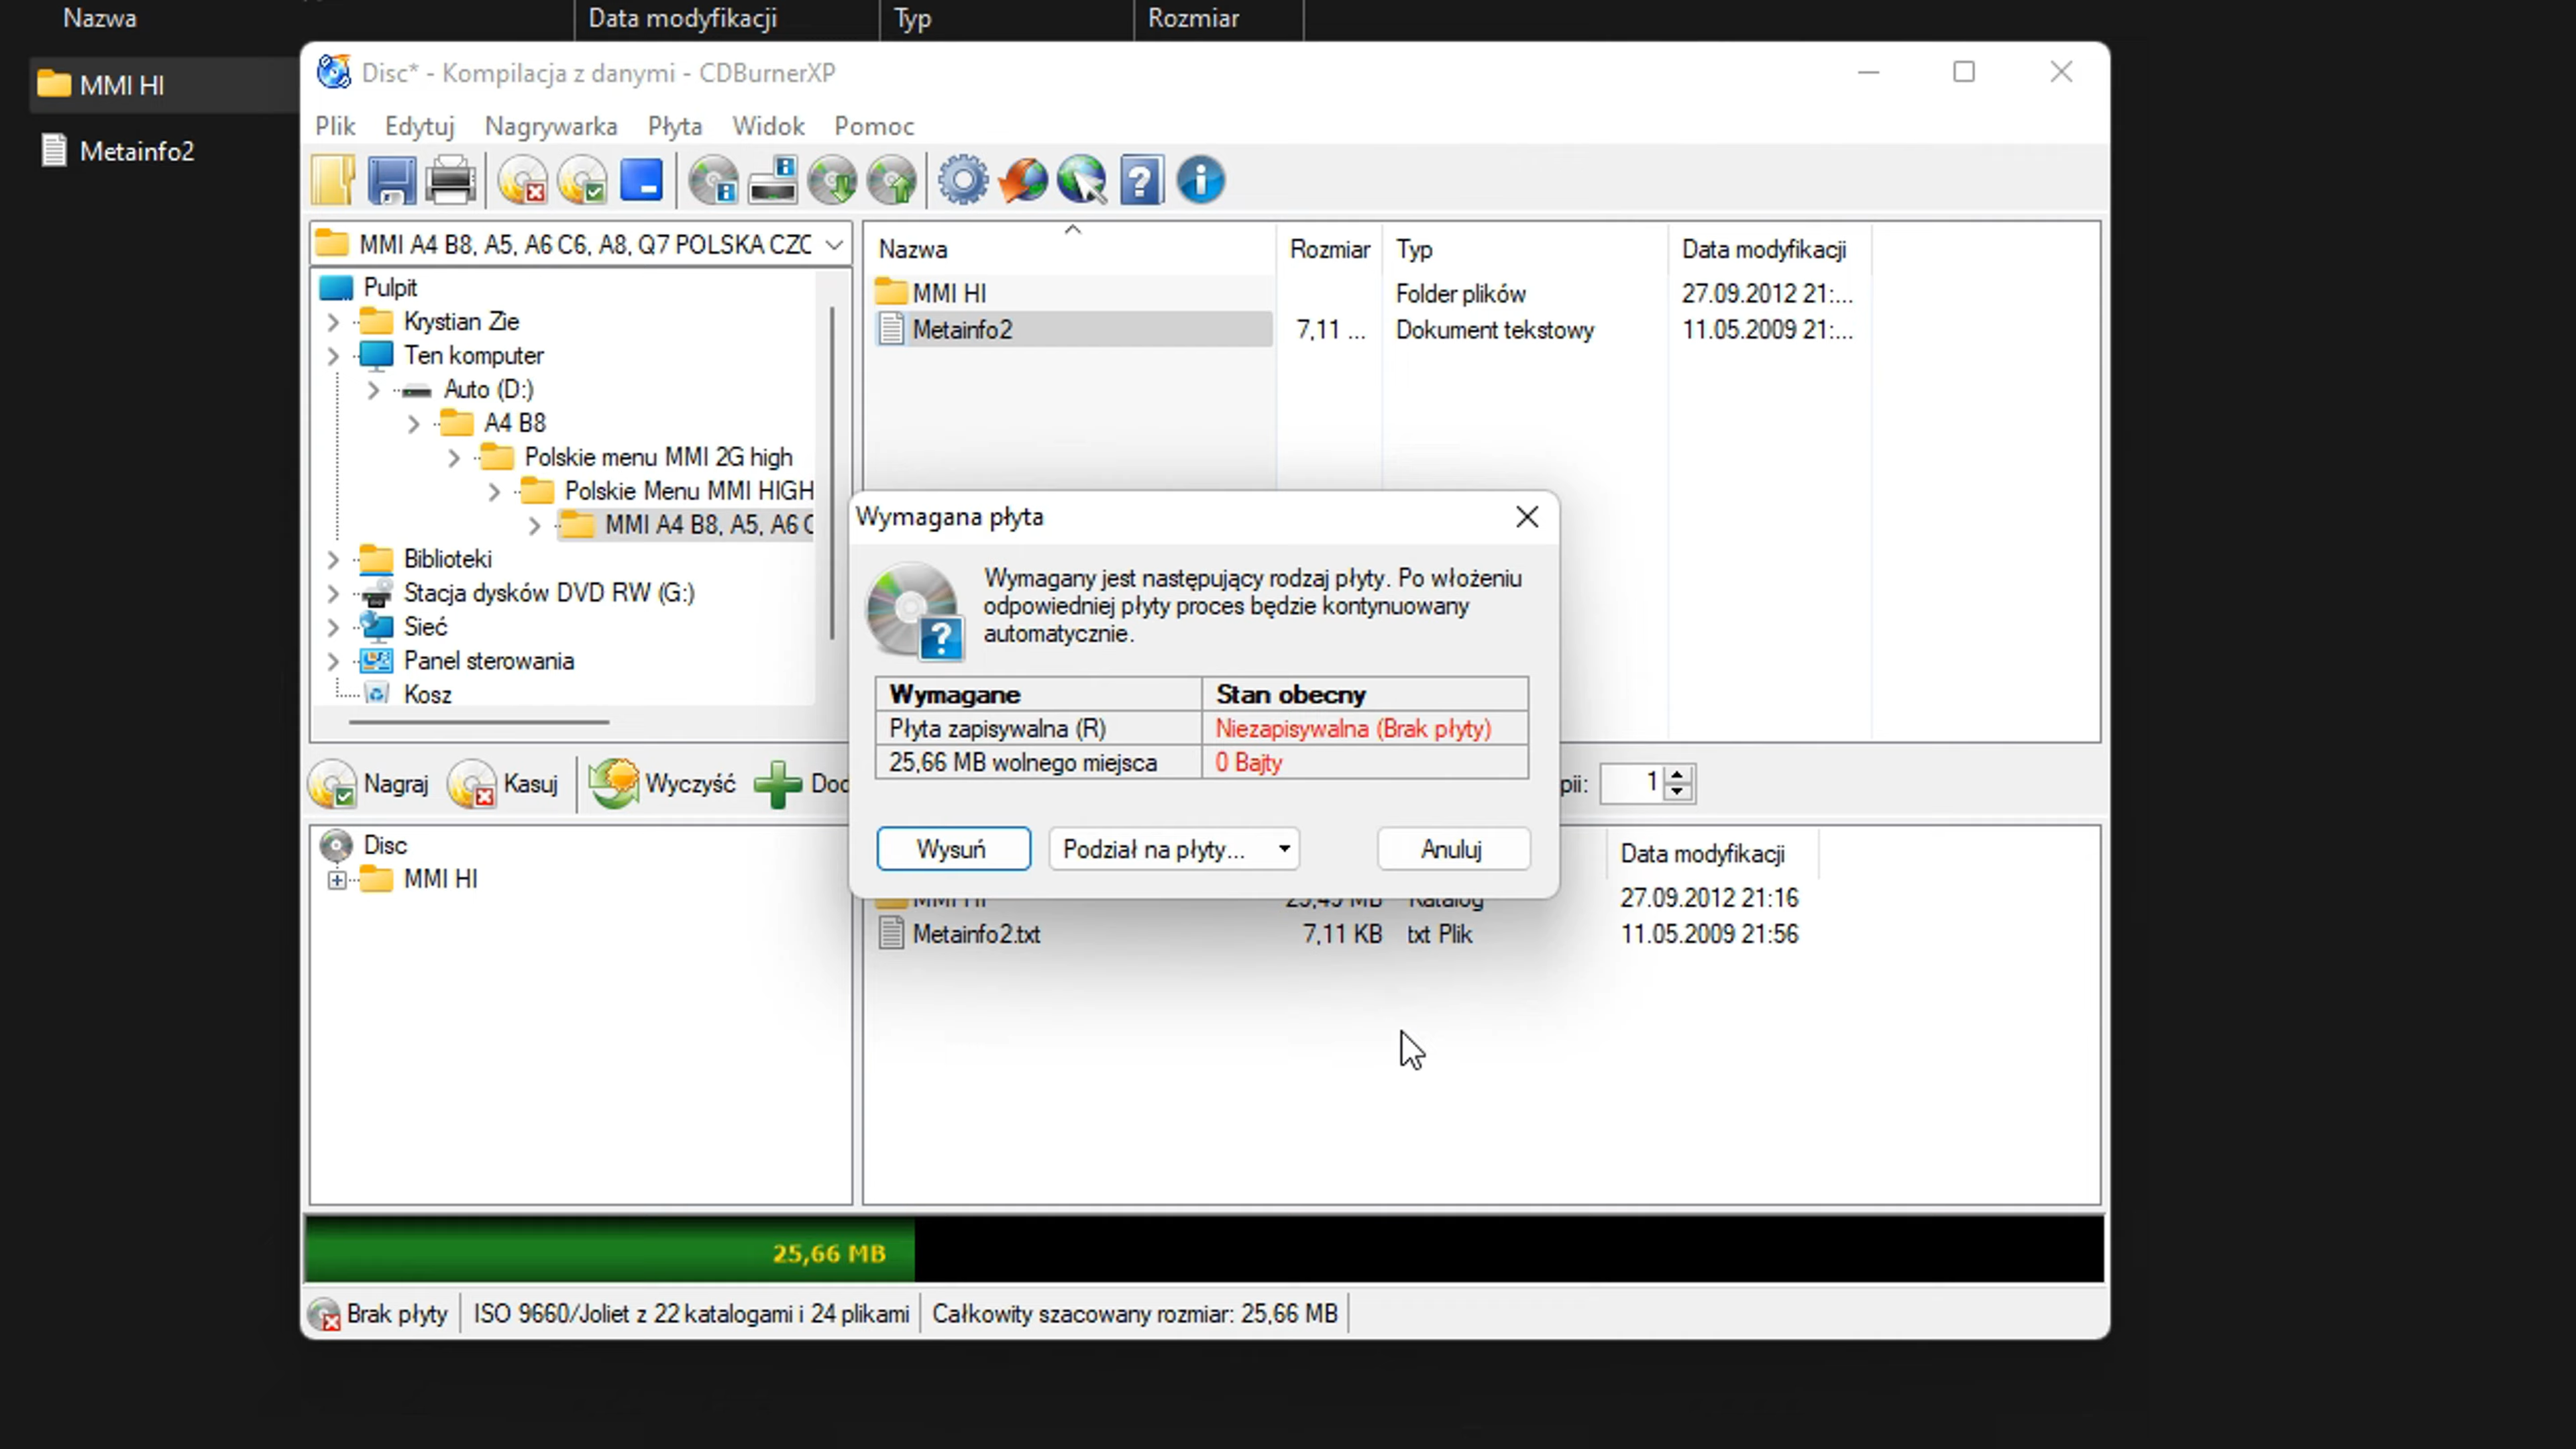 Nazwa Data modyfikacji Typ Rozmiar
MMI HI
Metainfo2
Disc* - Kompilacja z danymi - CDBurnerXP
Plik Edytuj Nagrywarka Płyta Widok Pomoc
MMI A4 B8, A5, A6 C6, A8, Q7 POLSKA CZC
Pulpit
Krystian Zie
Ten komputer
Auto (D:)
A4 B8
Polskie menu MMI 2G high
Polskie Menu MMI HIGH
MMI A4 B8, A5, A6 C
Biblioteki
Stacja dysków DVD RW (G:)
Sieć
Panel sterowania
Kosz
Nazwa Rozmiar Typ Data modyfikacji
MMI HI Folder plików 27.09.2012 21:...
Metainfo2 7,11 ... Dokument tekstowy 11.05.2009 21:...
Wymagana płyta
Wymagany jest następujący rodzaj płyty. Po włożeniu
odpowiedniej płyty proces będzie kontynuowany
automatycznie.
Wymagane Stan obecny
Płyta zapisywalna (R) Niezapisywalna (Brak płyty)
25,66 MB wolnego miejsca 0 Bajty
Wysuń Podział na płyty... Anuluj
Nagraj Kasuj Wyczyść Doc pii: 1
Disc
MMI HI
Data modyfikacji
MMI HI 25,45 MB Katalog 27.09.2012 21:16
Metainfo2.txt 7,11 KB txt Plik 11.05.2009 21:56
25,66 MB
Brak płyty ISO 9660/Joliet z 22 katalogami i 24 plikami Całkowity szacowany rozmiar: 25,66 MB